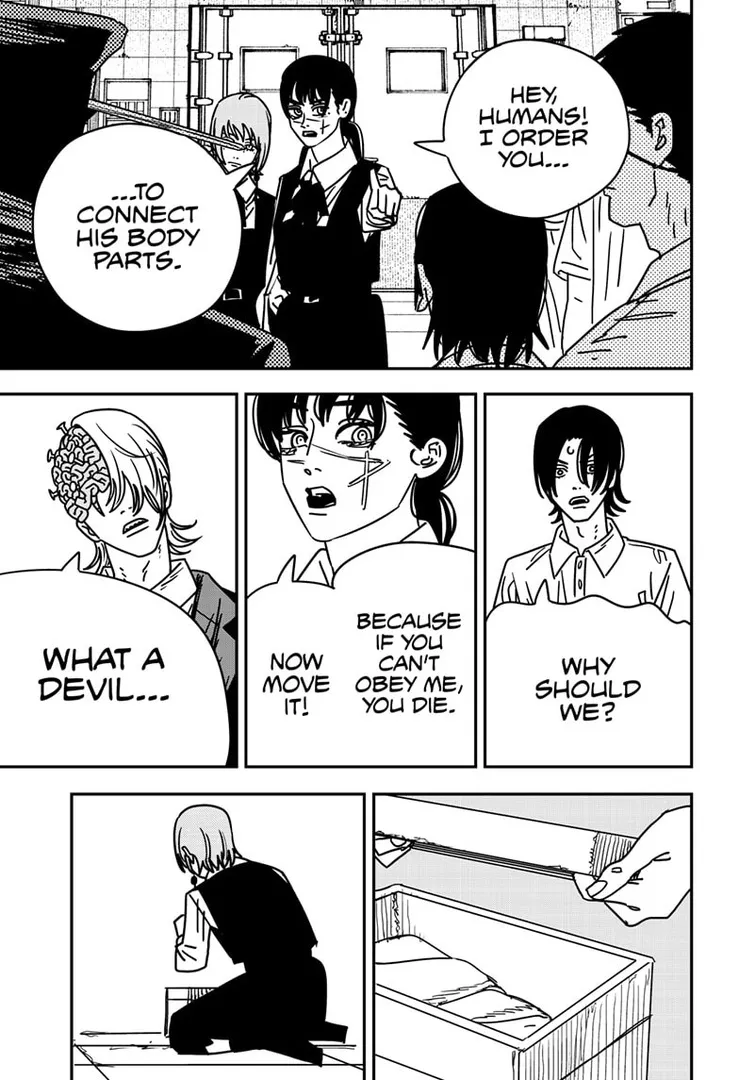 HEY,
HUMANS!
I ORDER
YOU...
...TO
CONNECT
HIS BODY
PARTS.
WHY
SHOULD
WE?
BECAUSE
IF YOU
CAN'T
OBEY ME,
YOU DIE.
NOW
MOVE
IT!
WHAT A
DEVIL...